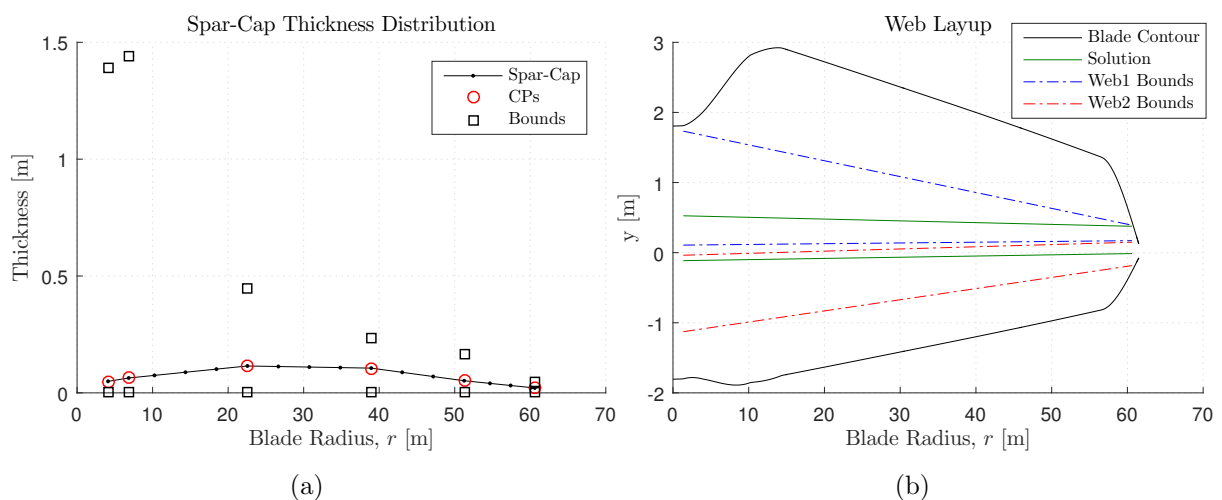 Spar-Cap Thickness Distribution
1.5
1
0.5
0
Thickness [m]
0 10 20 30 40 50 60 70
Blade Radius, r [m]
Spar-Cap
CPs
Bounds
(a)
Web Layup
3
2
1
0
-1
-2
y [m]
0 10 20 30 40 50 60 70
Blade Radius, r [m]
Blade Contour
Solution
Web1 Bounds
Web2 Bounds
(b)